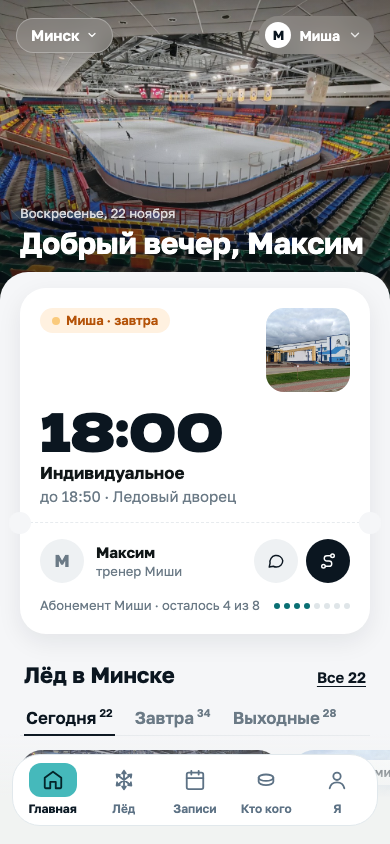 Минск
М Миша
Воскресенье, 22 ноября
Добрый вечер, Максим
Миша · завтра
18:00
Индивидуальное
до 18:50 · Ледовый дворец
М
Максим
тренер Миши
Абонемент Миши · осталось 4 из 8
Лёд в Минске
Все 22
Сегодня 22
Завтра 34
Выходные 28
Главная
Лёд
Записи
Кто кого
Я